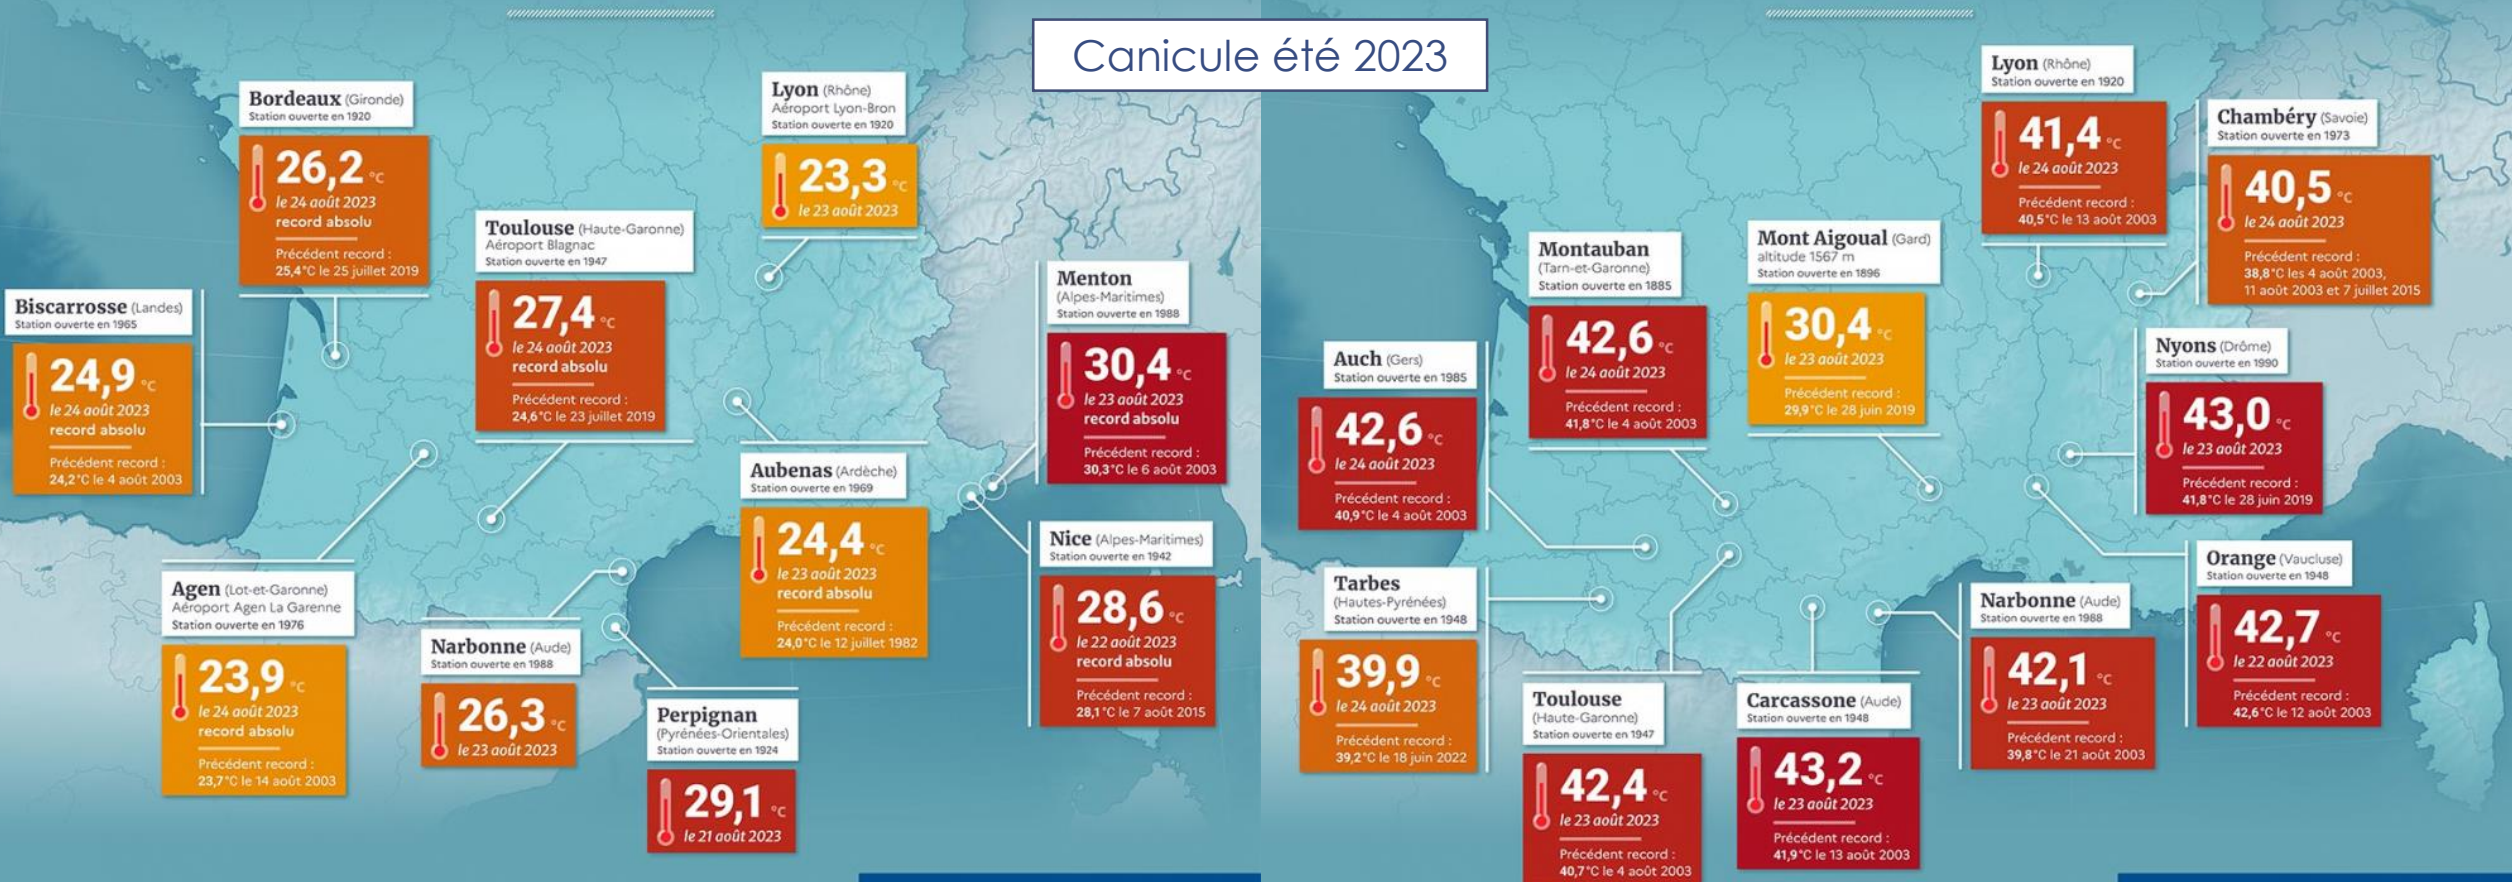 Canicule été 2023
Bordeaux (Gironde)
Station ouverte en 1920
26,2 °C
le 24 août 2023
record absolu
Précédent record :
25,4°C le 25 juillet 2019
Lyon (Rhône)
Aéroport Lyon-Bron
Station ouverte en 1920
23,3 °C
le 23 août 2023
Toulouse (Haute-Garonne)
Aéroport Blagnac
Station ouverte en 1947
27,4 °C
le 24 août 2023
record absolu
Précédent record :
24,6°C le 23 juillet 2019
Biscarrosse (Landes)
Station ouverte en 1965
24,9 °C
le 24 août 2023
record absolu
Précédent record :
24,2°C le 4 août 2003
Menton
(Alpes-Maritimes)
Station ouverte en 1988
30,4 °C
le 23 août 2023
record absolu
Précédent record :
30,3°C le 6 août 2003
Aubenas (Ardèche)
Station ouverte en 1969
24,4 °C
le 23 août 2023
record absolu
Précédent record :
24,0°C le 12 juillet 1982
Nice (Alpes-Maritimes)
Station ouverte en 1942
28,6 °C
le 22 août 2023
record absolu
Précédent record :
28,1°C le 7 août 2015
Agen (Lot-et-Garonne)
Aéroport Agen La Garenne
Station ouverte en 1976
23,9 °C
le 24 août 2023
record absolu
Précédent record :
23,7°C le 14 août 2003
Narbonne (Aude)
Station ouverte en 1988
26,3 °C
le 23 août 2023
Perpignan
(Pyrénées-Orientales)
Station ouverte en 1924
29,1 °C
le 21 août 2023
Lyon (Rhône)
Station ouverte en 1920
41,4 °C
le 24 août 2023
Précédent record :
40,5°C le 13 août 2003
Chambéry (Savoie)
Station ouverte en 1973
40,5 °C
le 24 août 2023
Précédent record :
38,8°C les 4 août 2003,
11 août 2003 et 7 juillet 2015
Montauban
(Tarn-et-Garonne)
Station ouverte en 1885
42,6 °C
le 24 août 2023
Précédent record :
41,8°C le 4 août 2003
Mont Aigoual (Gard)
altitude 1567 m
Station ouverte en 1896
30,4 °C
le 23 août 2023
Précédent record :
29,9°C le 28 juin 2019
Auch (Gers)
Station ouverte en 1985
42,6 °C
le 24 août 2023
Précédent record :
40,9°C le 4 août 2003
Nyons (Drôme)
Station ouverte en 1990
43,0 °C
le 23 août 2023
Précédent record :
41,8°C le 28 juin 2019
Orange (Vaucluse)
Station ouverte en 1948
42,7 °C
le 22 août 2023
Précédent record :
42,6°C le 12 août 2003
Tarbes
(Hautes-Pyrénées)
Station ouverte en 1948
39,9 °C
le 24 août 2023
Précédent record :
39,2°C le 18 juin 2022
Narbonne (Aude)
Station ouverte en 1988
42,1 °C
le 23 août 2023
Précédent record :
39,8°C le 21 août 2003
Toulouse
(Haute-Garonne)
Station ouverte en 1947
42,4 °C
le 23 août 2023
Précédent record :
40,7°C le 4 août 2003
Carcassone (Aude)
Station ouverte en 1948
43,2 °C
le 23 août 2023
Précédent record :
41,9°C le 13 août 2003